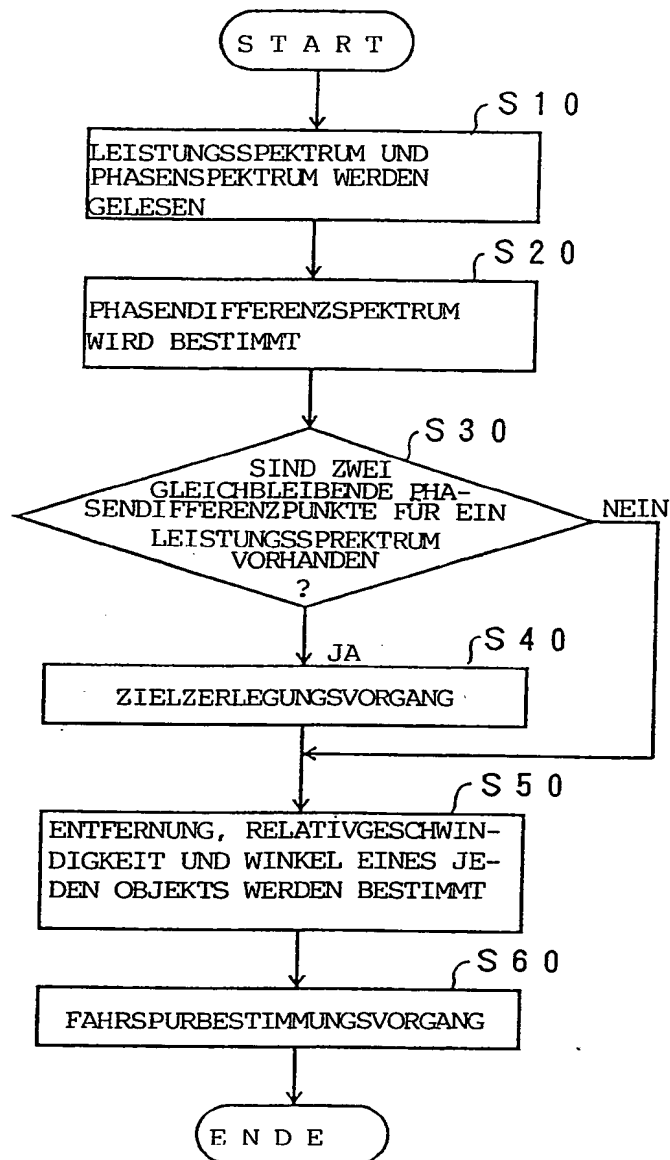 START
S10
LEISTUNGSSPEKTRUM UND
PHASENSPEKTRUM WERDEN
GELESEN
S20
PHASENDIFFERENZSPEKTRUM
WIRD BESTIMMT
S30
SIND ZWEI
GLEICHBLEIBENDE PHA-
SENDIFFERENZPUNKTE FÜR EIN
LEISTUNGSSPREKTRUM
VORHANDEN
?
NEIN
JA
S40
ZIELZERLEGUNGSVORGANG
S50
ENTFERNUNG, RELATIVGESCHWIN-
DIGKEIT UND WINKEL EINES JE-
DEN OBJEKTS WERDEN BESTIMMT
S60
FAHRSPURBESTIMMUNGSVORGANG
ENDE